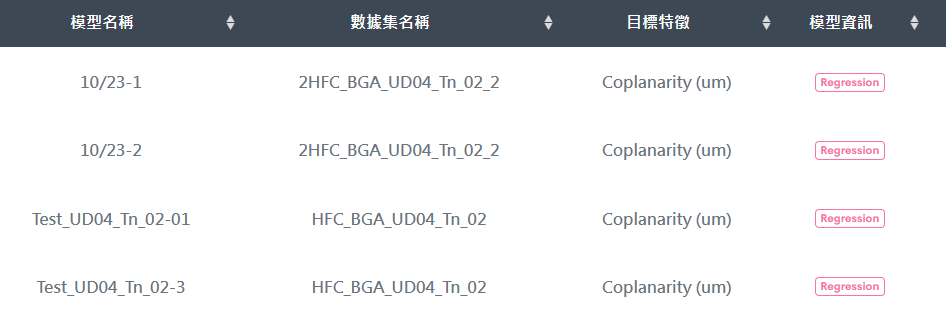 模型名稱 數據集名稱 目標特徵 模型資訊
10/23-1 2HFC_BGA_UD04_Tn_02_2 Coplanarity (um) Regression
10/23-2 2HFC_BGA_UD04_Tn_02_2 Coplanarity (um) Regression
Test_UD04_Tn_02-01 HFC_BGA_UD04_Tn_02 Coplanarity (um) Regression
Test_UD04_Tn_02-3 HFC_BGA_UD04_Tn_02 Coplanarity (um) Regression